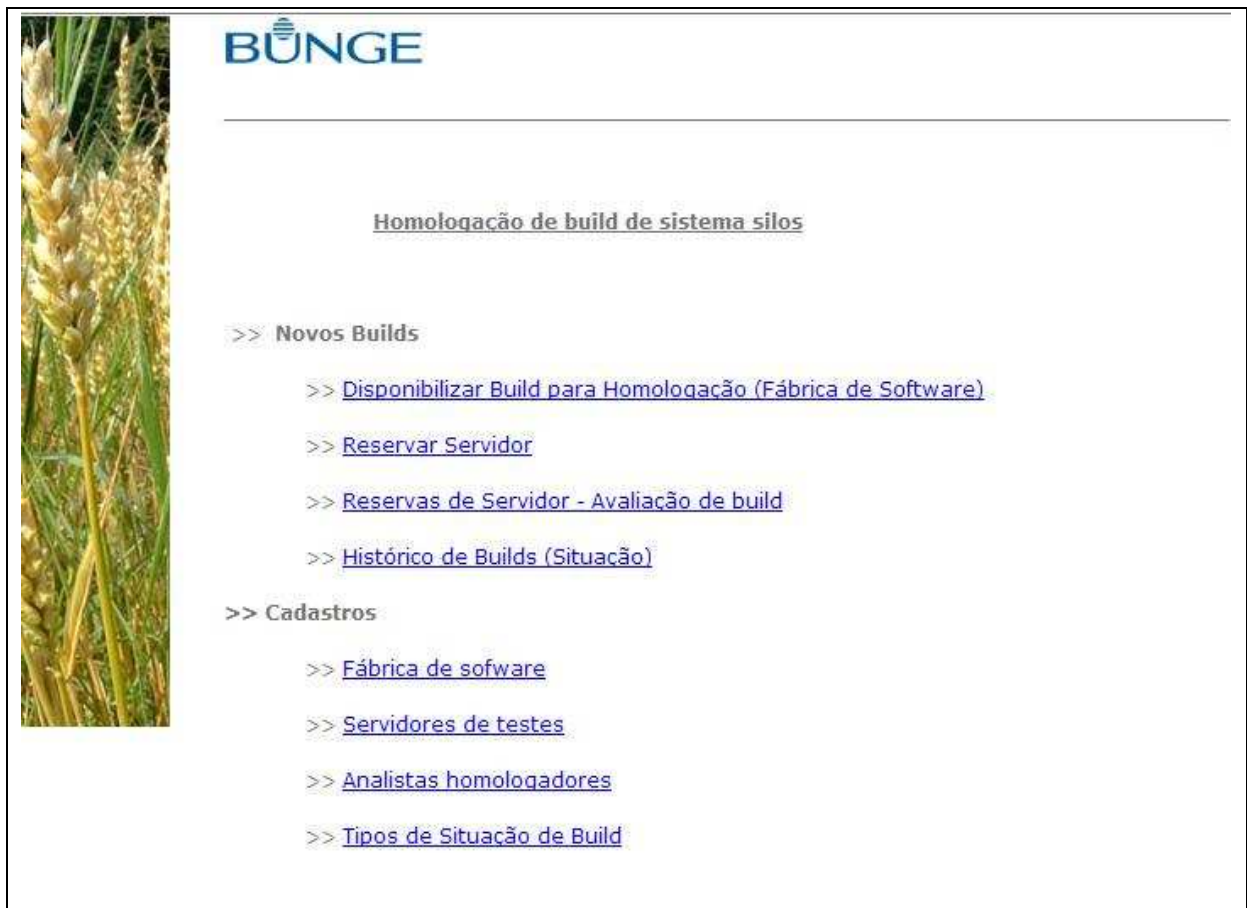 BUNGE
Homologação de build de sistema silos
>> Novos Builds
>> Disponibilizar Build para Homologação (Fábrica de Software)
>> Reservar Servidor
>> Reservas de Servidor - Avaliação de build
>> Histórico de Builds (Situação)
>> Cadastros
>> Fábrica de sofware
>> Servidores de testes
>> Analistas homologadores
>> Tipos de Situação de Build